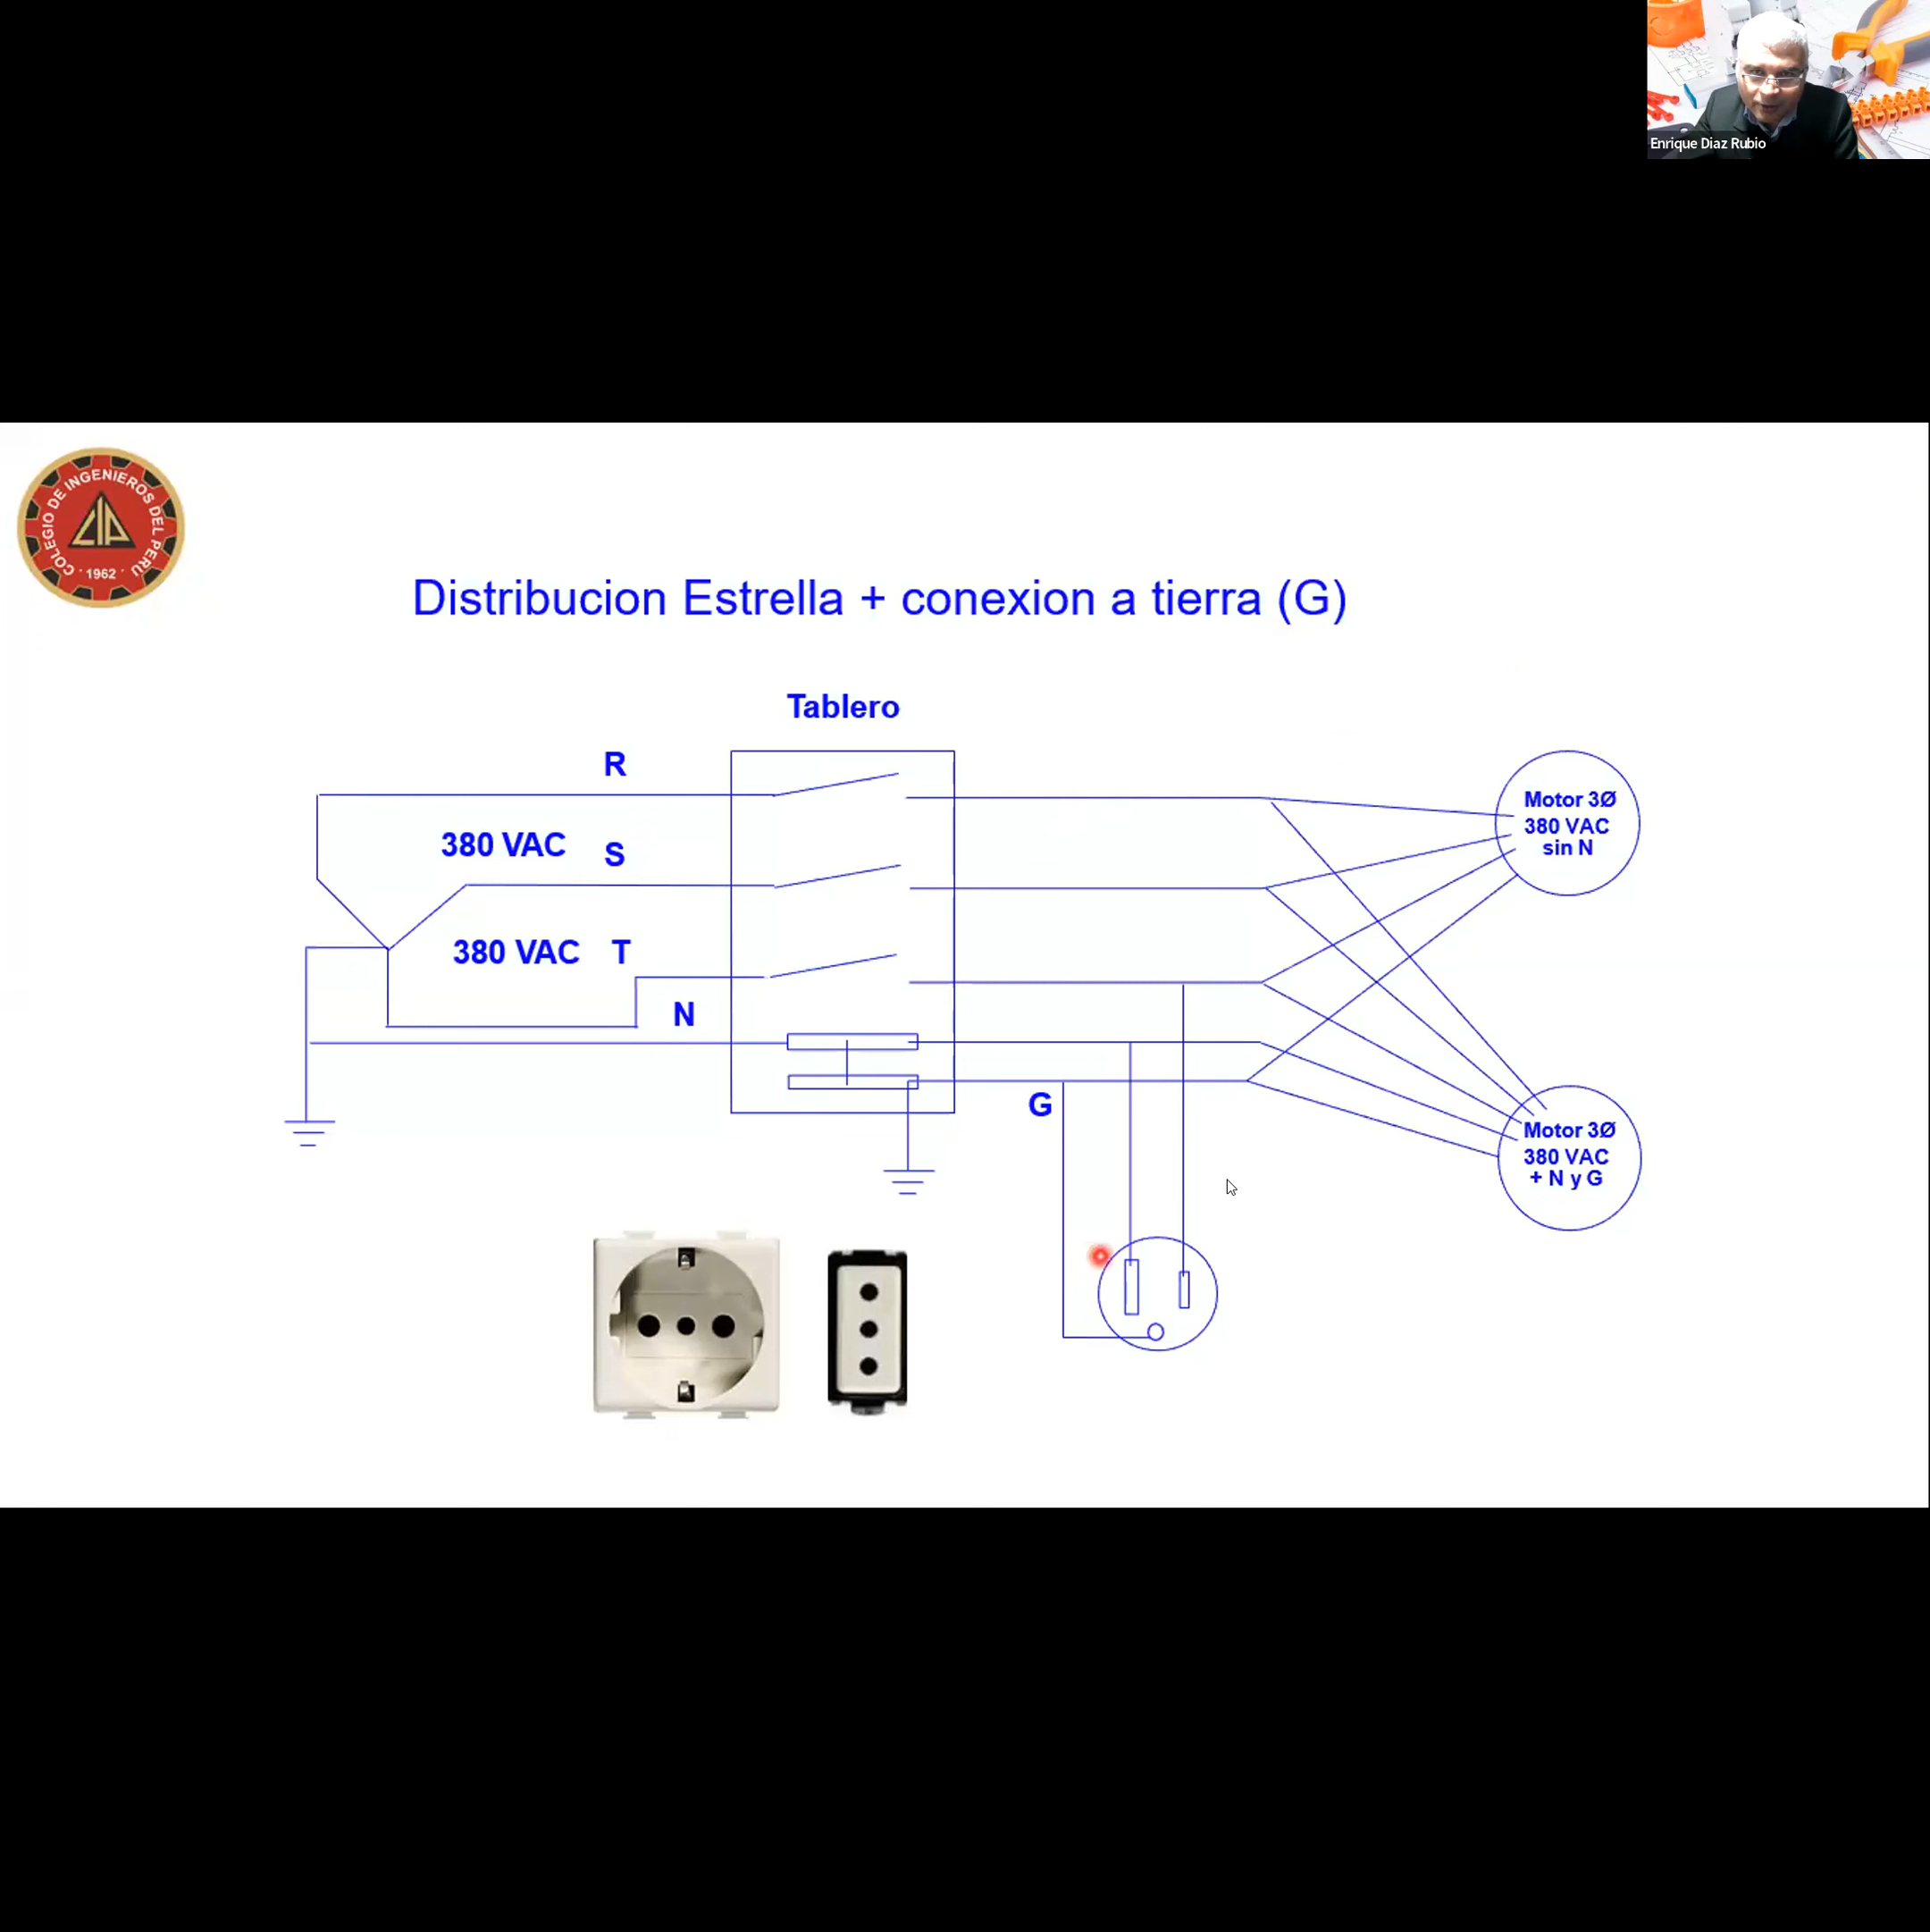 Enrique Diaz Rubio
COLEGIO DE INGENIEROS DEL PERU
· 1962 ·
CIP
Distribucion Estrella + conexion a tierra (G)
Tablero
R
380 VAC S
380 VAC T
N
G
Motor 3Ø
380 VAC
sin N
Motor 3Ø
380 VAC
+ N y G